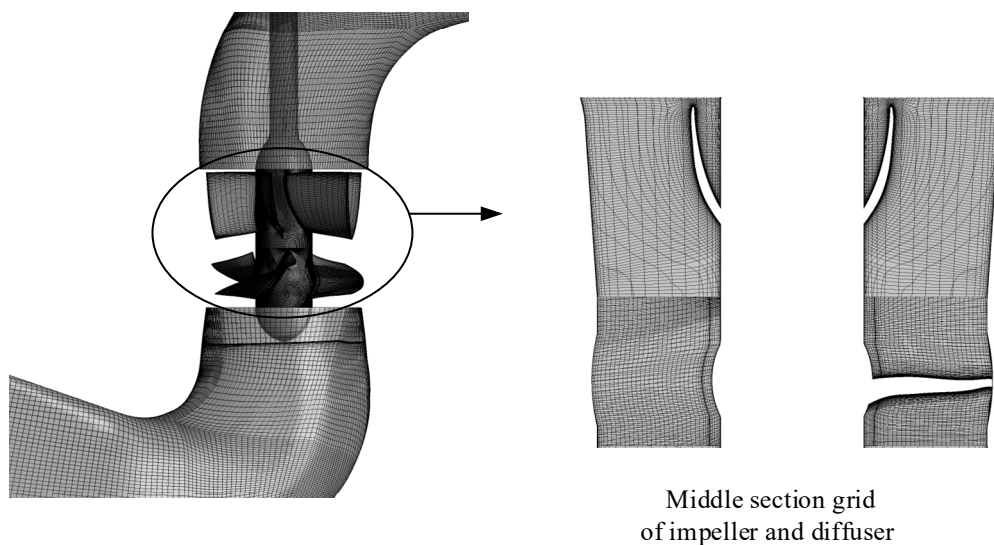 Middle section grid
of impeller and diffuser